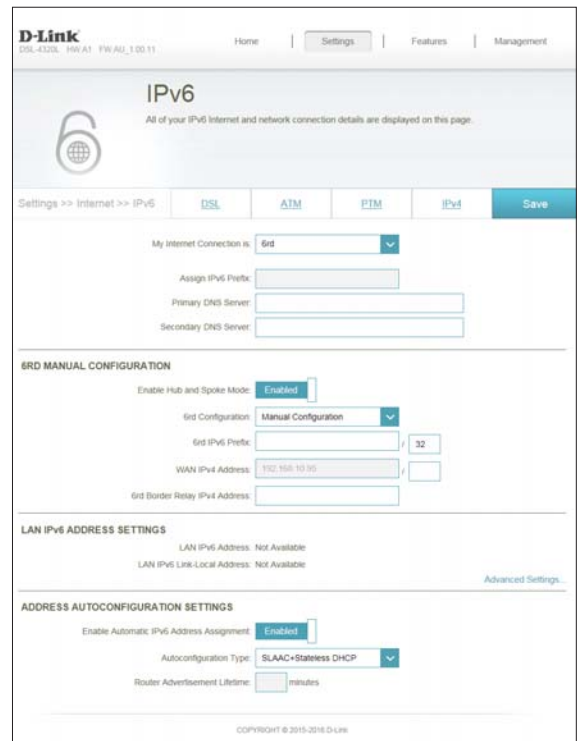 D-Link
DSL-4320L HW:A1 FW:AU_1.00.11
Home | Settings | Features | Management
IPv6
All of your IPv6 Internet and network connection details are displayed on this page.
Settings >> Internet >> IPv6 DSL ATM PTM IPv4 Save
My Internet Connection is: 6rd
Assign IPv6 Prefix:
Primary DNS Server:
Secondary DNS Server:
6RD MANUAL CONFIGURATION
Enable Hub and Spoke Mode: Enabled
6rd Configuration: Manual Configuration
6rd IPv6 Prefix: / 32
WAN IPv4 Address: 192.168.10.95 /
6rd Border Relay IPv4 Address:
LAN IPv6 ADDRESS SETTINGS
LAN IPv6 Address: Not Available
LAN IPv6 Link-Local Address: Not Available
Advanced Settings...
ADDRESS AUTOCONFIGURATION SETTINGS
Enable Automatic IPv6 Address Assignment: Enabled
Autoconfiguration Type: SLAAC+Stateless DHCP
Router Advertisement Lifetime: minutes
COPYRIGHT © 2015-2016 D-Link